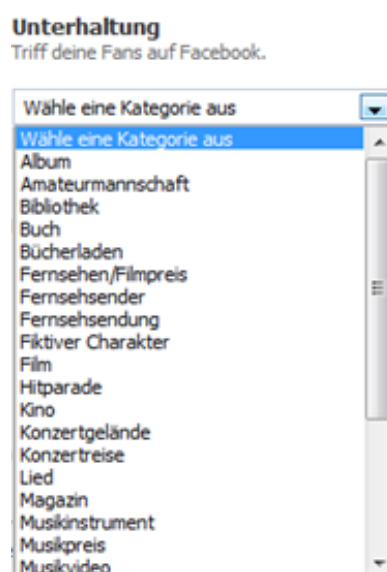 Unterhaltung
Triff deine Fans auf Facebook.
Wähle eine Kategorie aus
Wähle eine Kategorie aus
Album
Amateurmannschaft
Bibliothek
Buch
Bücherladen
Fernsehen/Filmpreis
Fernsehsender
Fernsehsendung
Fiktiver Charakter
Film
Hitparade
Kino
Konzertgelände
Konzertreise
Lied
Magazin
Musikinstrument
Musikpreis
Musikvideo